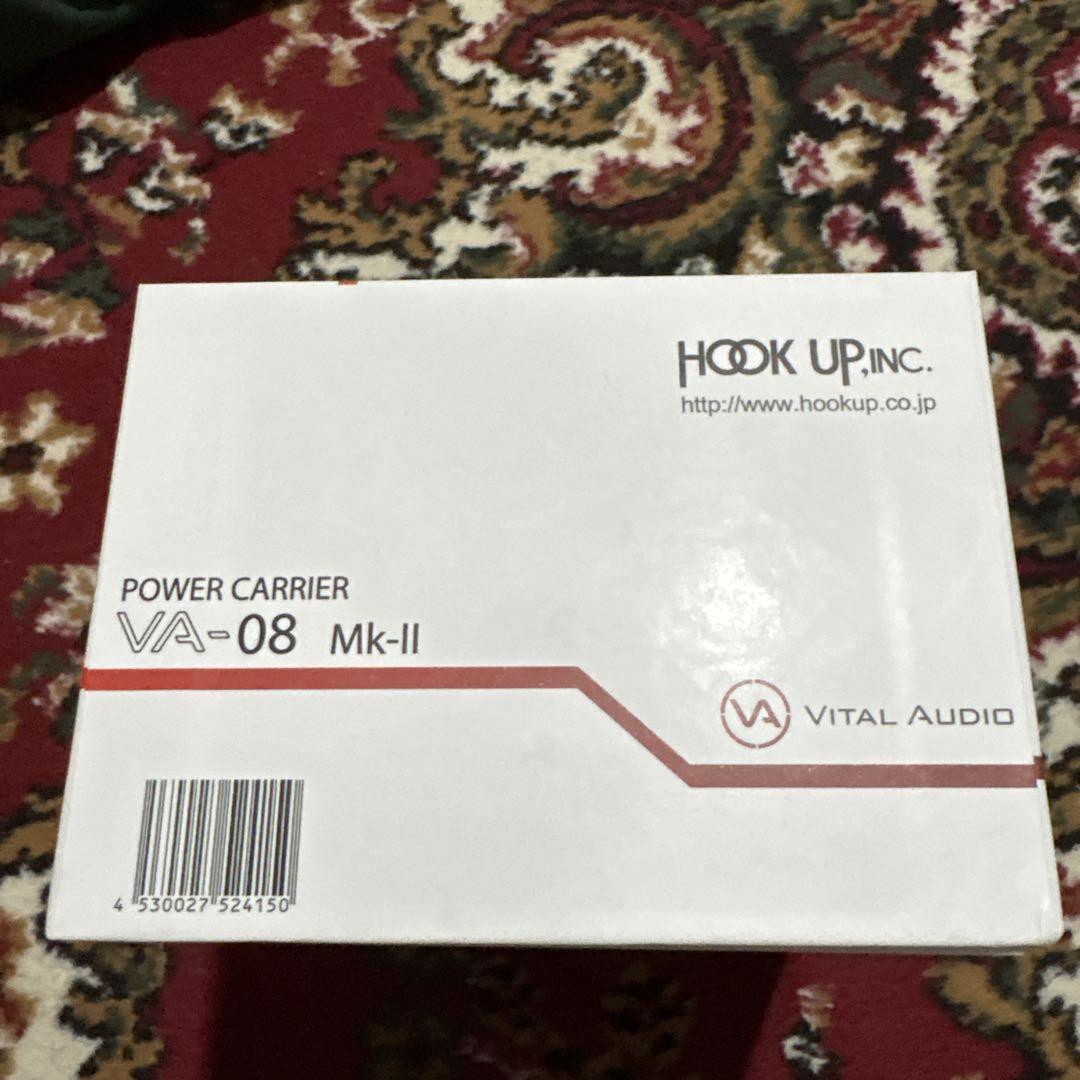 HOOK UP,INC.
http://www.hookup.co.jp
POWER CARRIER
VA-08 Mk-II
VA VITAL AUDIO
4 530027 524150